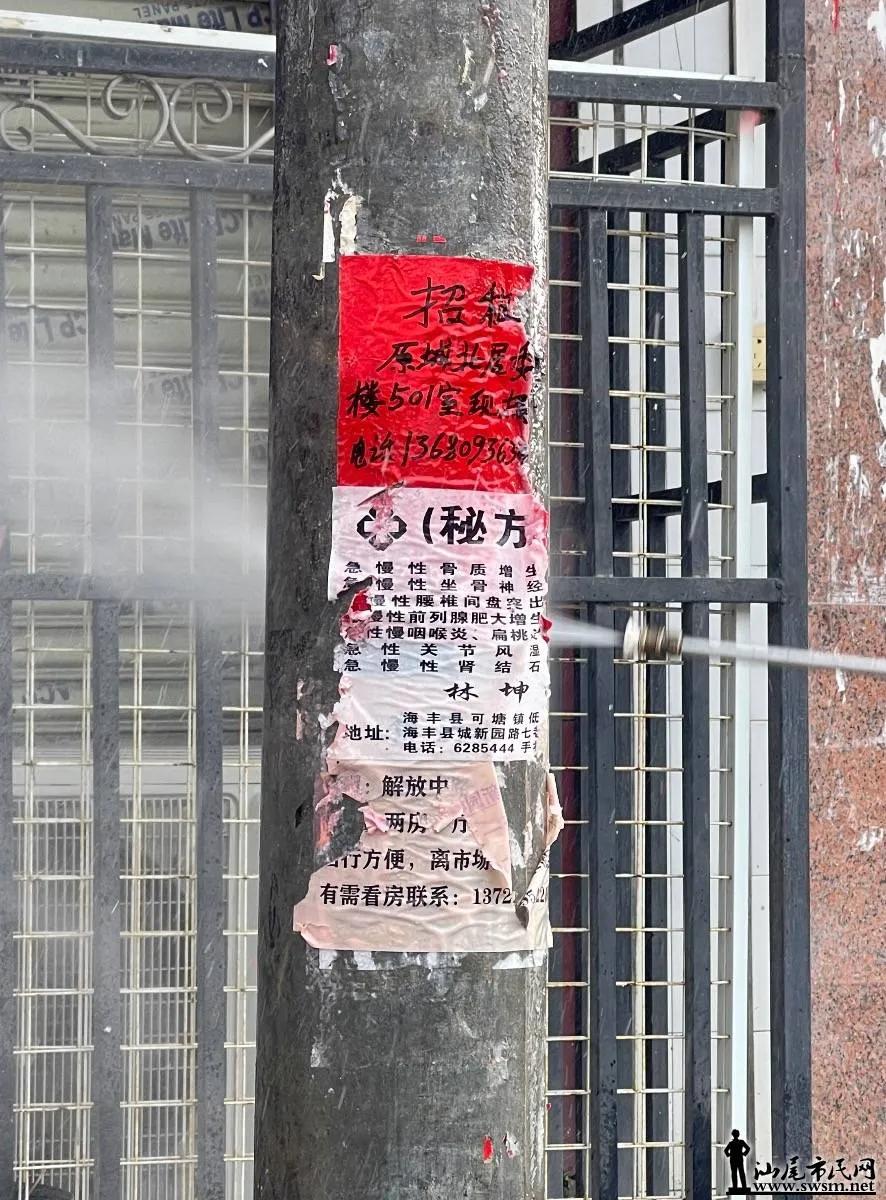 招租
原城北居委
楼501室现
电话1368093
(秘方
急慢性骨质增生
急慢性坐骨神经
慢性腰椎间盘突出
慢性前列腺肥大增生
性慢咽喉炎、扁桃
急性关节风湿
急慢性肾结石
林坤
海丰县可塘镇低
地址：海丰县城新园路七巷
电话：6285444 手
：解放中
两房 厅
行方便，离市场
有需看房联系：1372
汕尾市民网
www.swsm.net